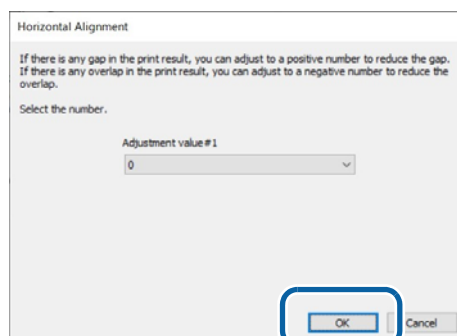 Horizontal Alignment
If there is any gap in the print result, you can adjust to a positive number to reduce the gap.
If there is any overlap in the print result, you can adjust to a negative number to reduce the
overlap.
Select the number.
Adjustment value#1
0
OK Cancel